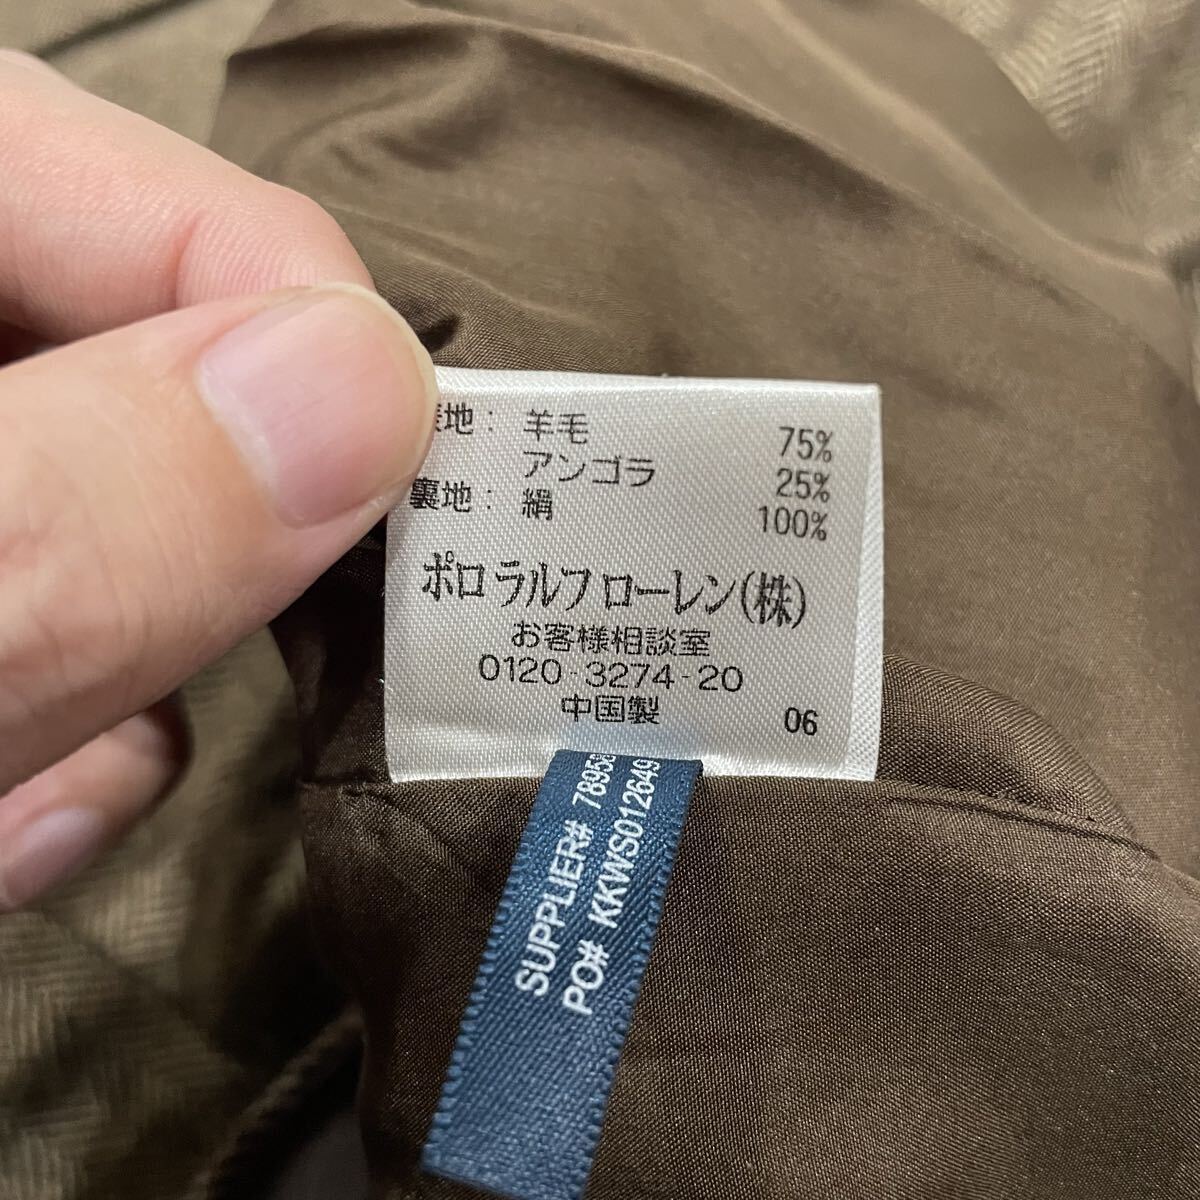 表地: 羊毛 75%
アンゴラ 25%
裏地: 絹 100%
ポロ ラルフ ローレン(株)
お客様相談室
0120-3274-20
中国製 06
SUPPLIER# 78958
PO# KKWS012649